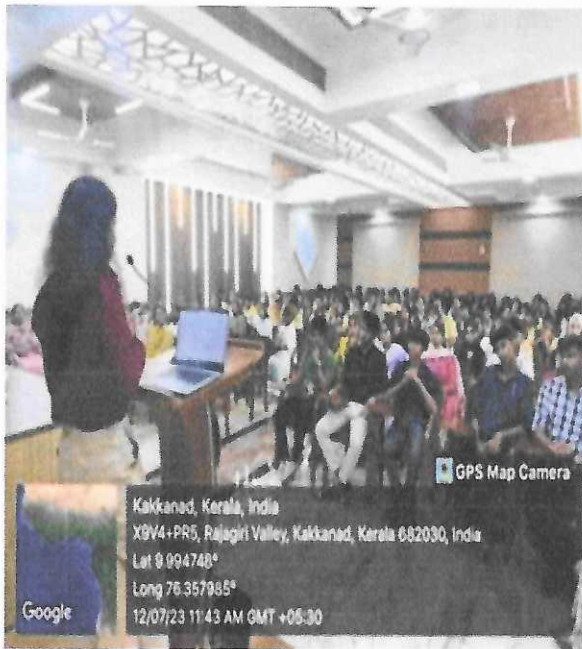 GPS Map Camera
Kakkanad, Kerala, India
X9V4+PR5, Rajagiri Valley, Kakkanad, Kerala 682030, India
Lat 9.994748°
Long 76.357985°
12/07/23 11:43 AM GMT +05:30
Google